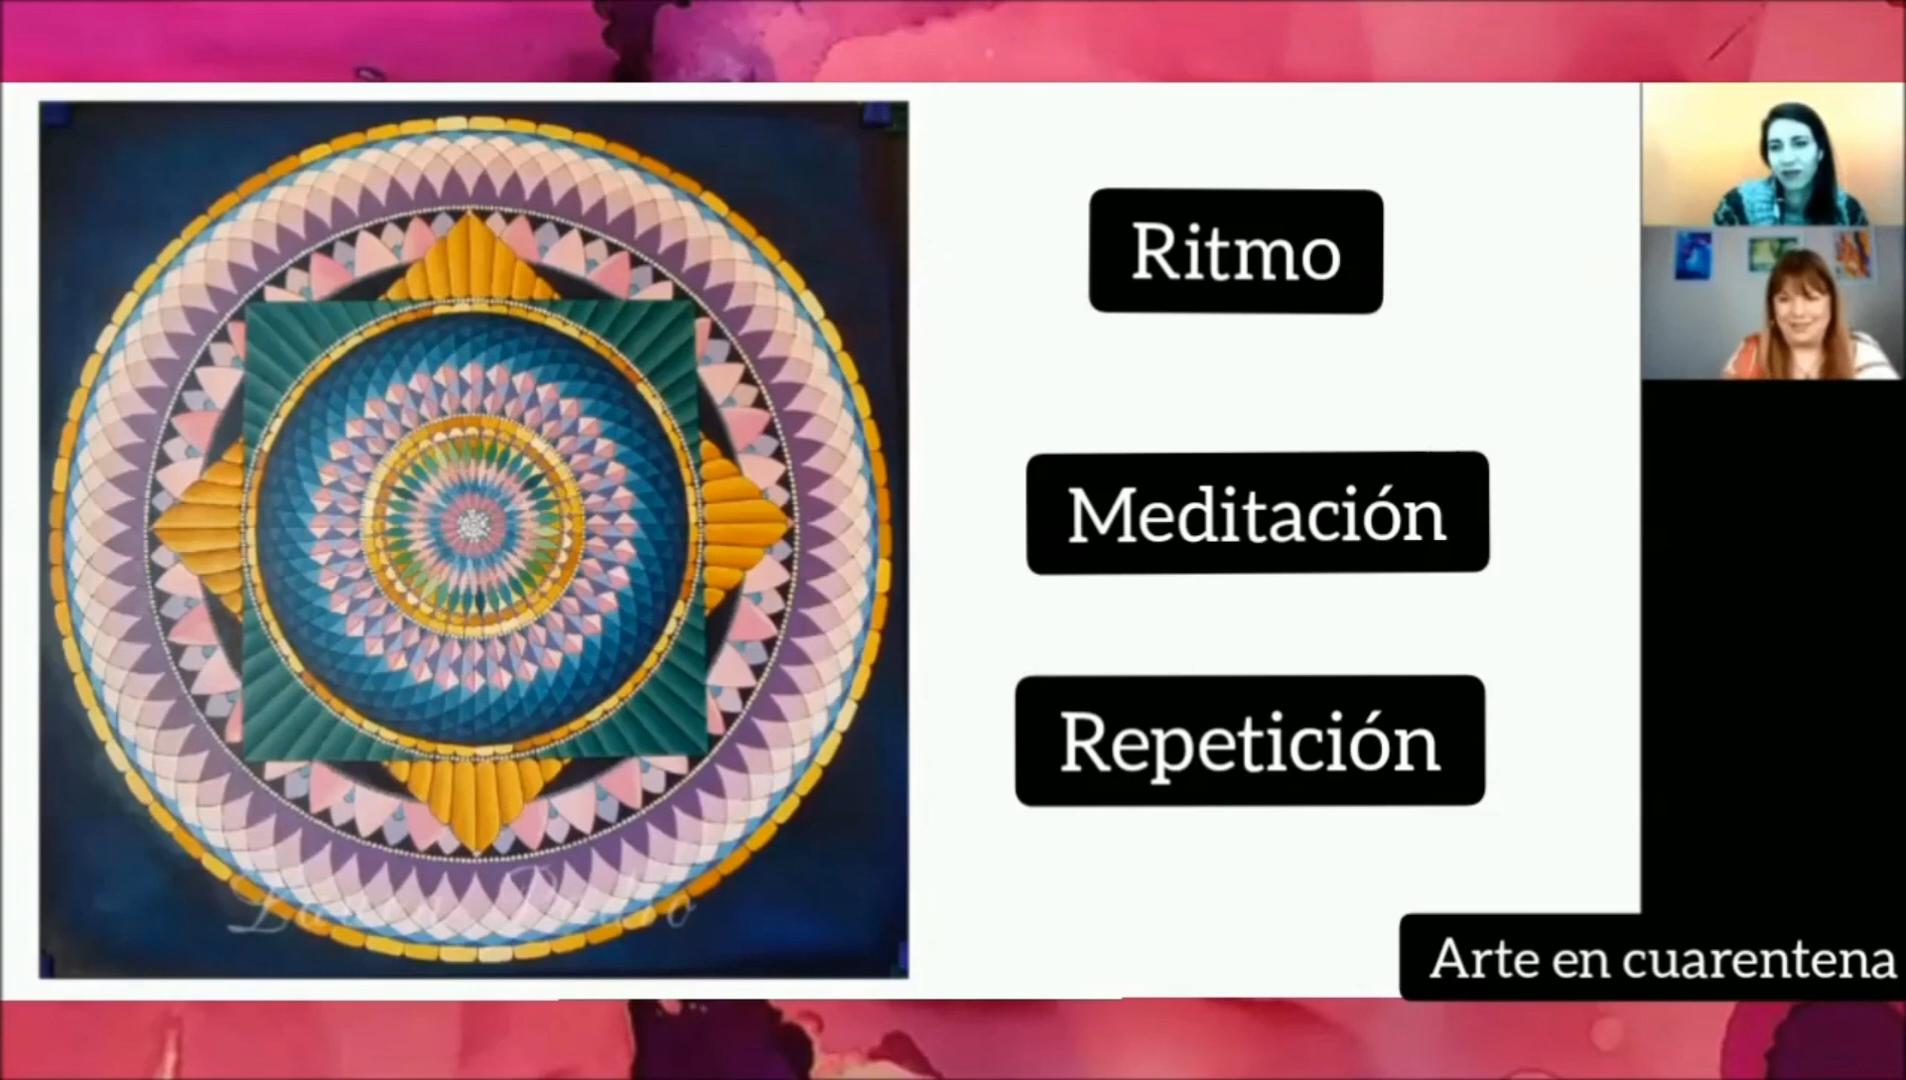 Ritmo
Meditación
Repetición
Arte en cuarentena